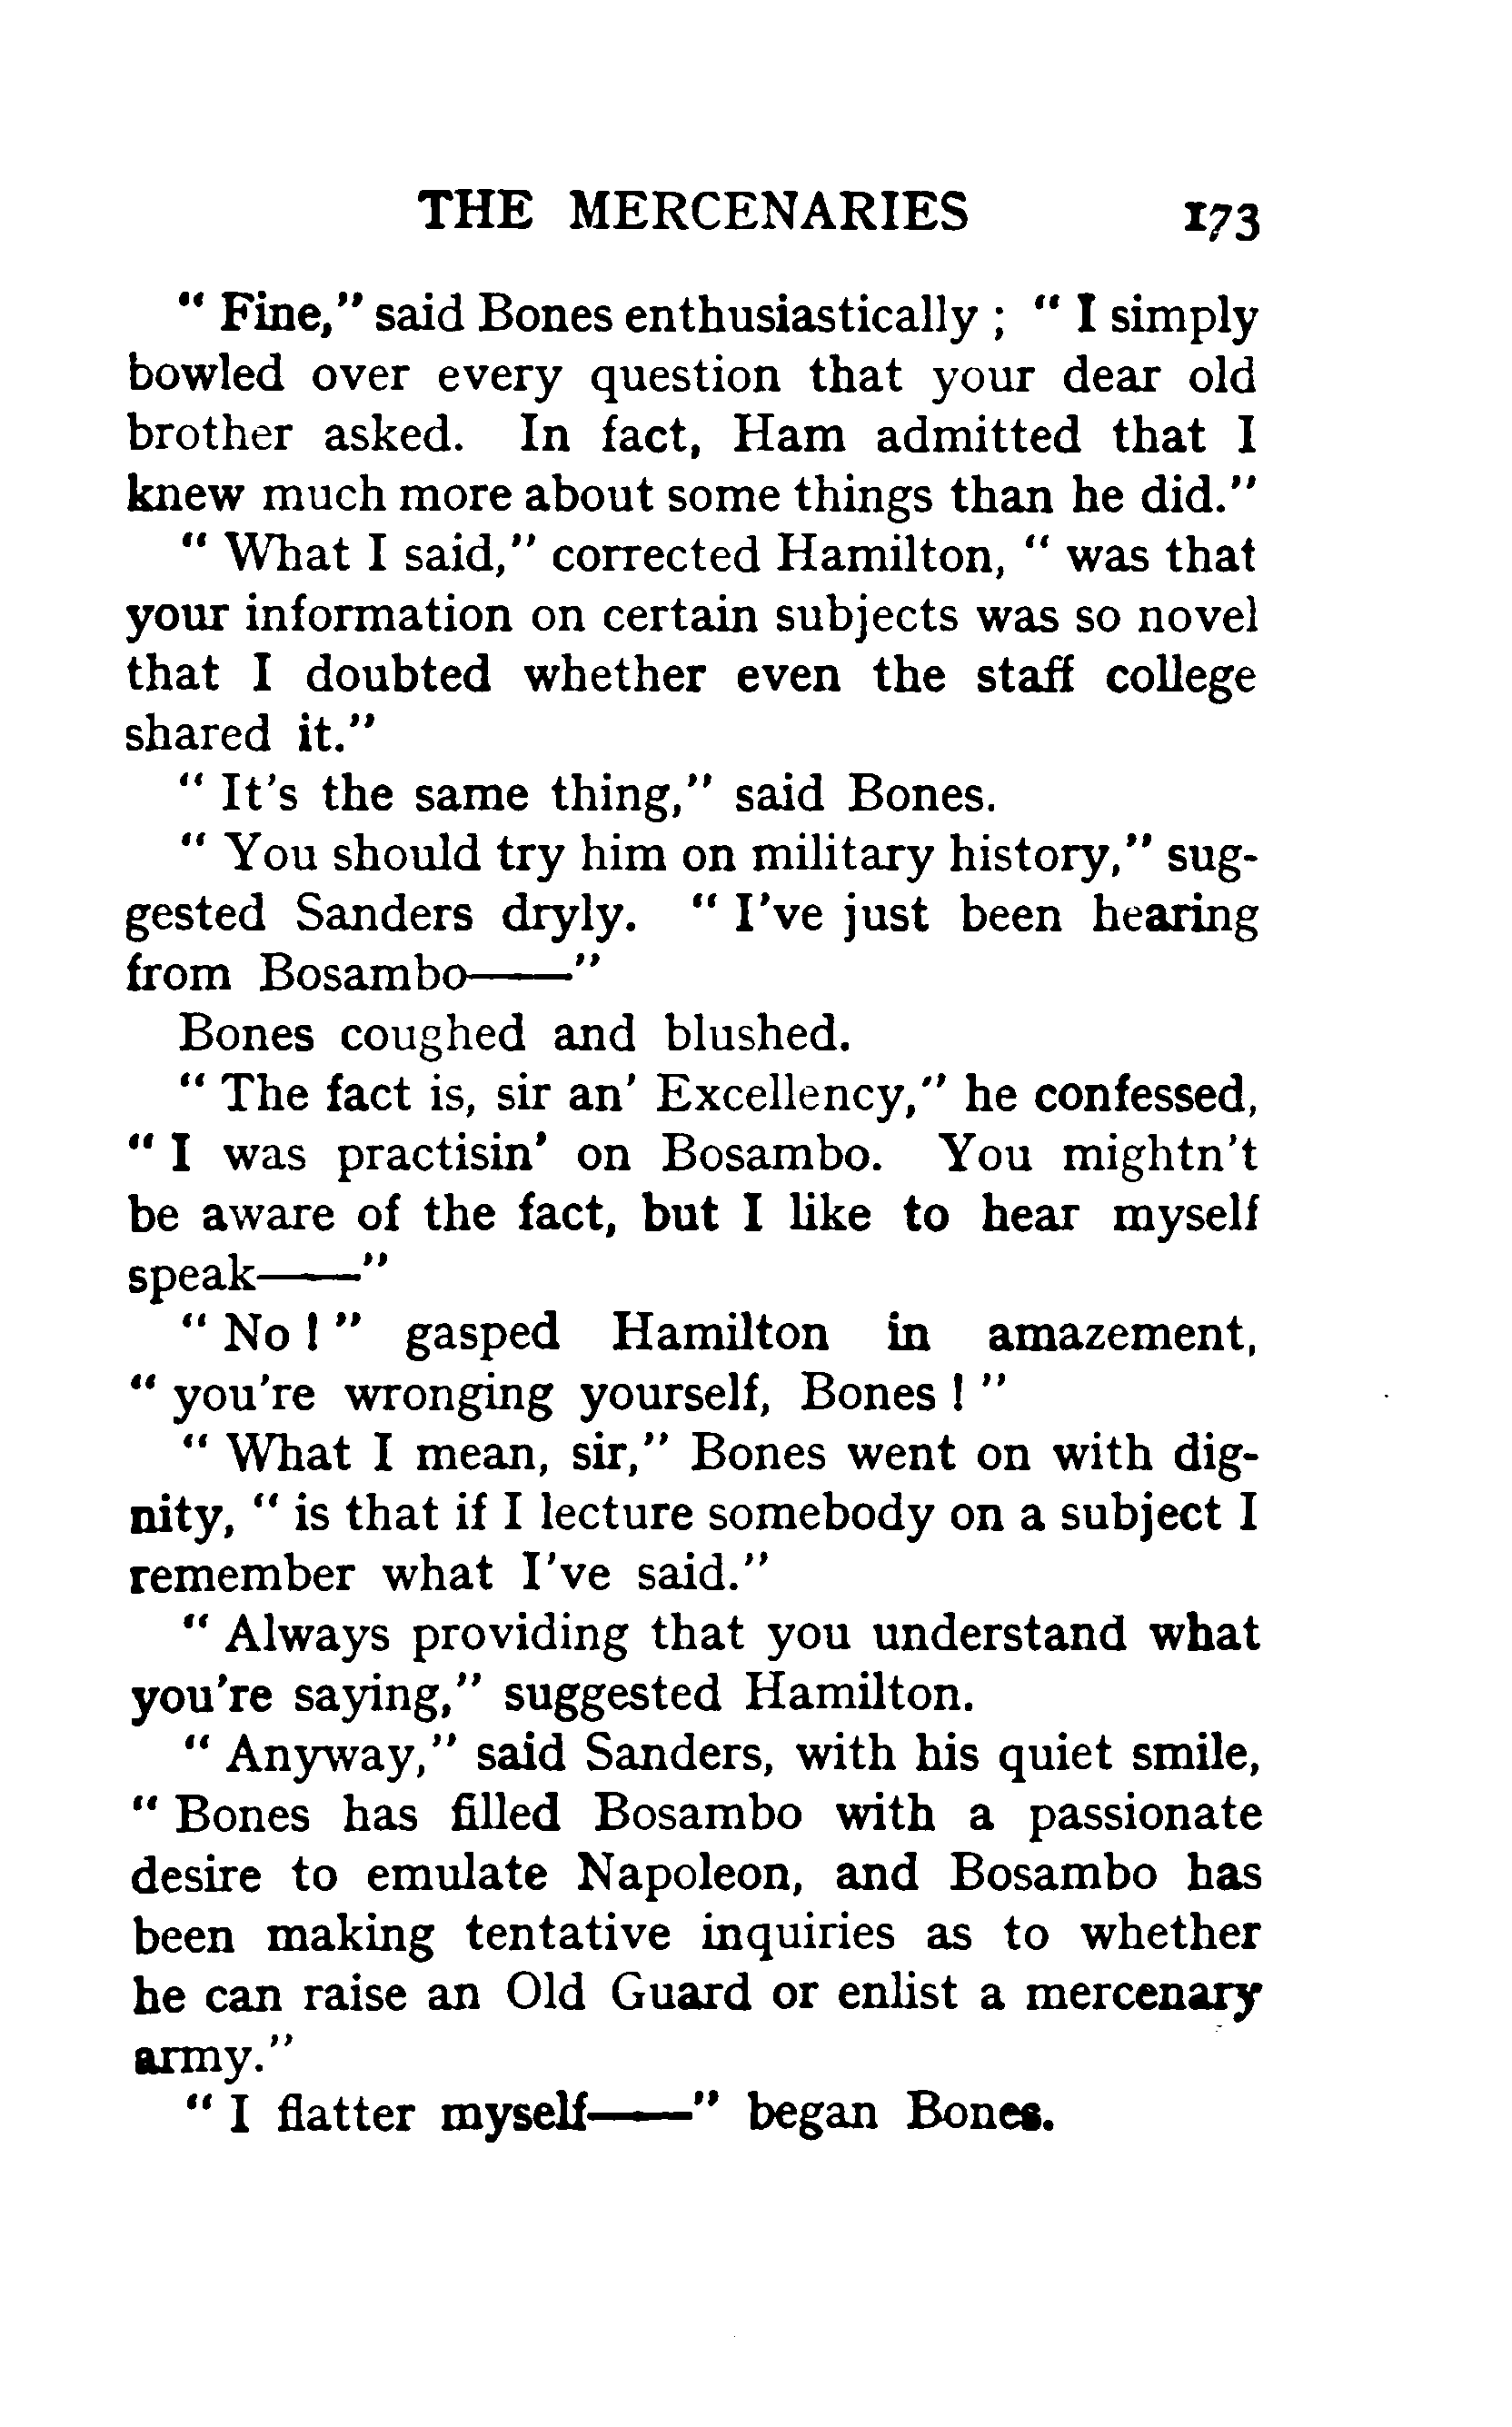 THE MERCENARIES 173
" Fine," said Bones enthusiastically ; " I simply
bowled over every question that your dear old
brother asked. In fact, Ham admitted that I
knew much more about some things than he did."
" What I said," corrected Hamilton, " was that
your information on certain subjects was so novel
that I doubted whether even the staff college
shared it."
" It's the same thing," said Bones.
" You should try him on military history," sug-
gested Sanders dryly. " I've just been hearing
from Bosambo——"
Bones coughed and blushed.
" The fact is, sir an' Excellency," he confessed,
" I was practisin' on Bosambo. You mightn't
be aware of the fact, but I like to hear myself
speak——"
" No ! " gasped Hamilton in amazement,
" you're wronging yourself, Bones ! "
" What I mean, sir," Bones went on with dig-
nity, " is that if I lecture somebody on a subject I
remember what I've said."
" Always providing that you understand what
you're saying," suggested Hamilton.
" Anyway," said Sanders, with his quiet smile,
" Bones has filled Bosambo with a passionate
desire to emulate Napoleon, and Bosambo has
been making tentative inquiries as to whether
he can raise an Old Guard or enlist a mercenary
army."
" I flatter myself——" began Bones.